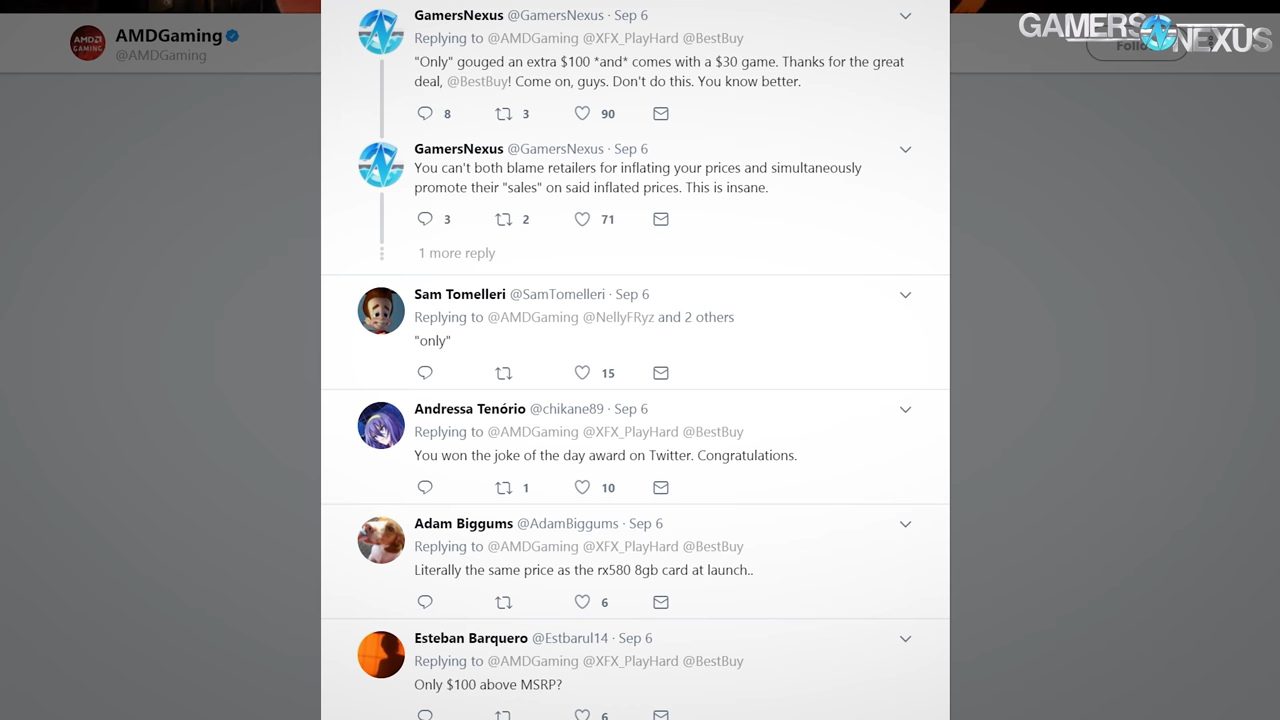 AMDGaming
@AMDGaming
AMD
GAMING
GAMERS NEXUS
GamersNexus @GamersNexus · Sep 6
Replying to @AMDGaming @XFX_PlayHard @BestBuy
"Only" gouged an extra $100 *and* comes with a $30 game. Thanks for the great
deal, @BestBuy! Come on, guys. Don't do this. You know better.
8 3 90
GamersNexus @GamersNexus · Sep 6
You can't both blame retailers for inflating your prices and simultaneously
promote their "sales" on said inflated prices. This is insane.
3 2 71
1 more reply
Sam Tomelleri @SamTomelleri · Sep 6
Replying to @AMDGaming @NellyFRyz and 2 others
"only"
15
Andressa Tenório @chikane89 · Sep 6
Replying to @AMDGaming @XFX_PlayHard @BestBuy
You won the joke of the day award on Twitter. Congratulations.
1 10
Adam Biggums @AdamBiggums · Sep 6
Replying to @AMDGaming @XFX_PlayHard @BestBuy
Literally the same price as the rx580 8gb card at launch..
6
Esteban Barquero @Estbarul14 · Sep 6
Replying to @AMDGaming @XFX_PlayHard @BestBuy
Only $100 above MSRP?
6